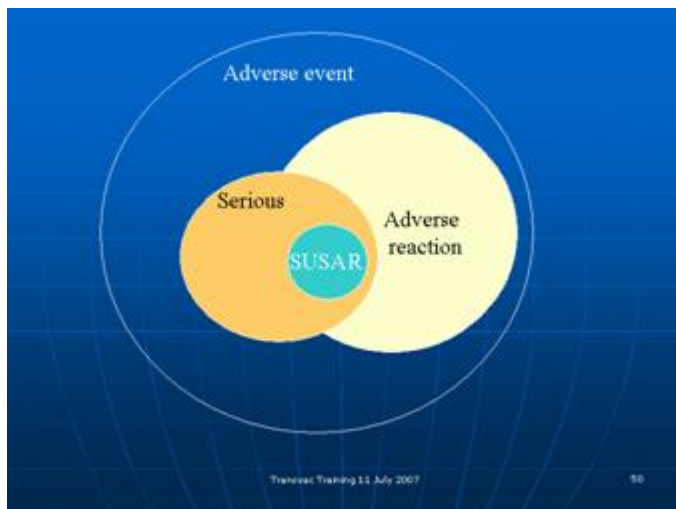 Adverse event
Serious
Adverse
reaction
SUSAR
Transvac Training 11 July 2007
50